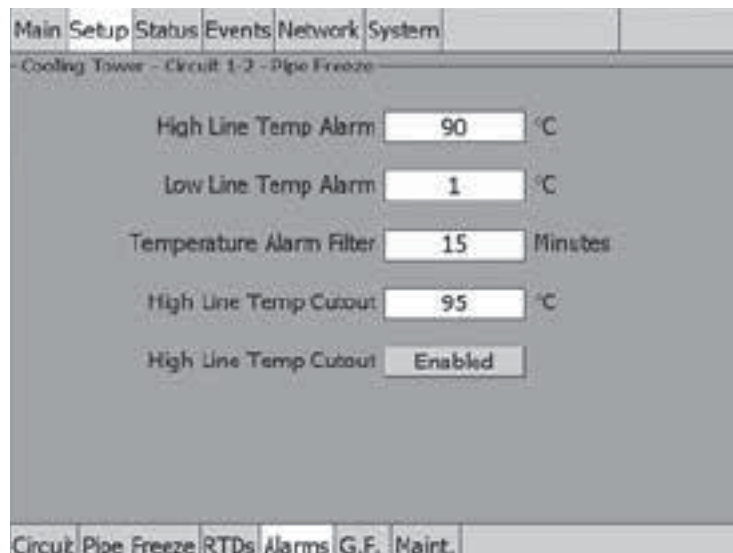 Main Setup Status Events Network System
Cooling Tower - Circuit 1-2 - Pipe Freeze
High Line Temp Alarm 90 °C
Low Line Temp Alarm 1 °C
Temperature Alarm Filter 15 Minutes
High Line Temp Cutout 95 °C
High Line Temp Cutout Enabled
Circuit Pipe Freeze RTDs Alarms G.F. Maint.